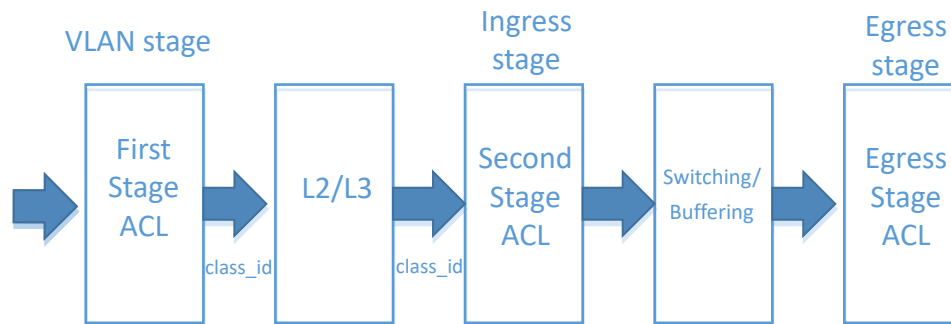 VLAN stage
Ingress
stage
Egress
stage
First
Stage
ACL
class_id
L2/L3
class_id
Second
Stage
ACL
Switching/
Buffering
Egress
Stage
ACL